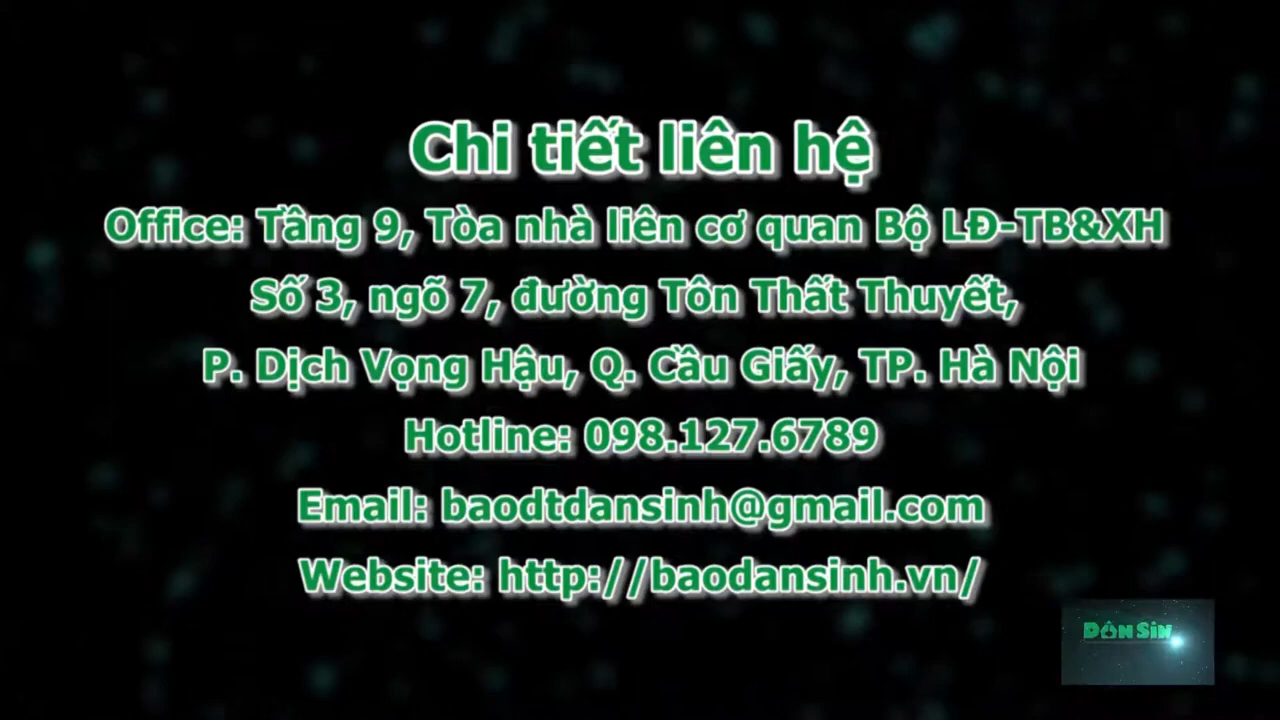 Chi tiết liên hệ
Office: Tầng 9, Tòa nhà liên cơ quan Bộ LĐ-TB&XH
Số 3, ngõ 7, đường Tôn Thất Thuyết,
P. Dịch Vọng Hậu, Q. Cầu Giấy, TP. Hà Nội
Hotline: 098.127.6789
Email: baodtdansinh@gmail.com
Website: http://baodansinh.vn/
DÂN SIN